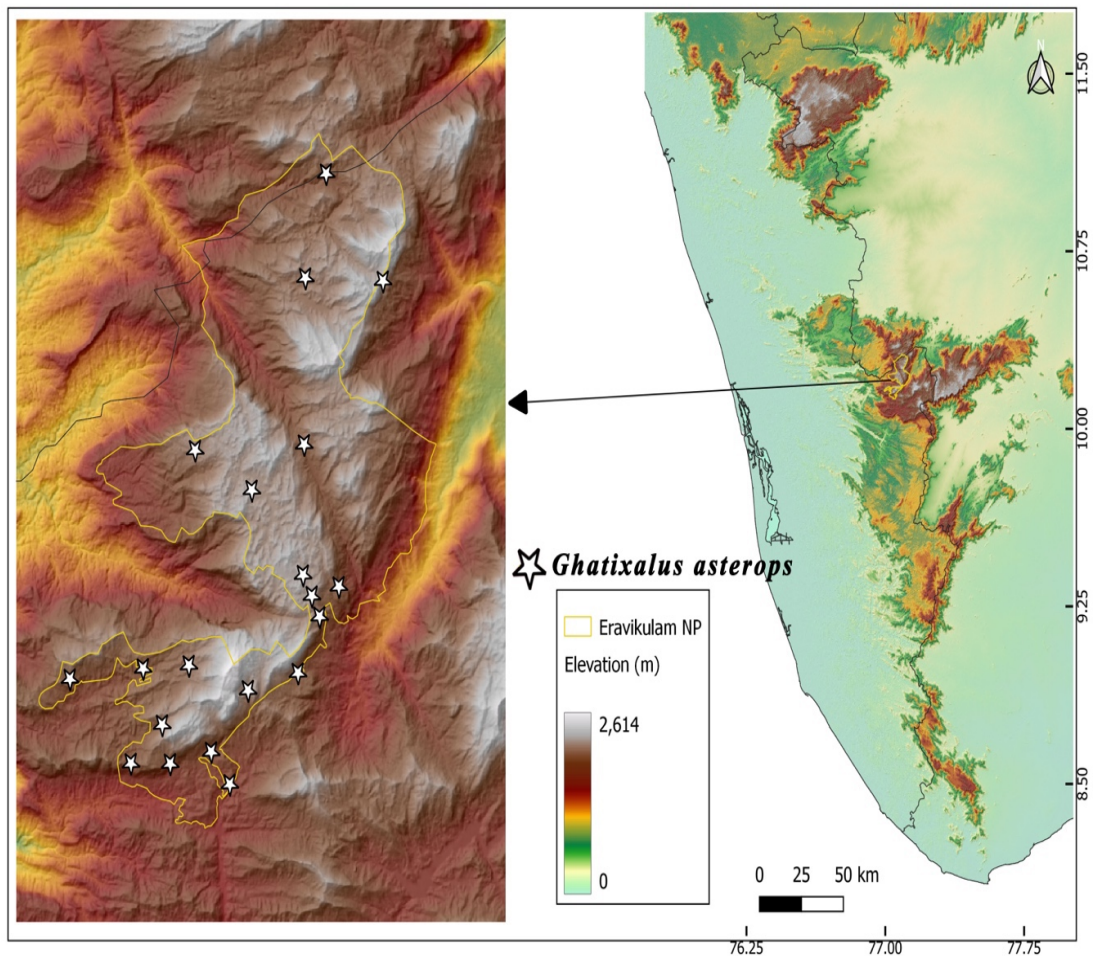 N
11.50
10.75
10.00
9.25
8.50
Ghatixalus asterops
Eravikulam NP
Elevation (m)
2,614
0
0 25 50 km
76.25 77.00 77.75